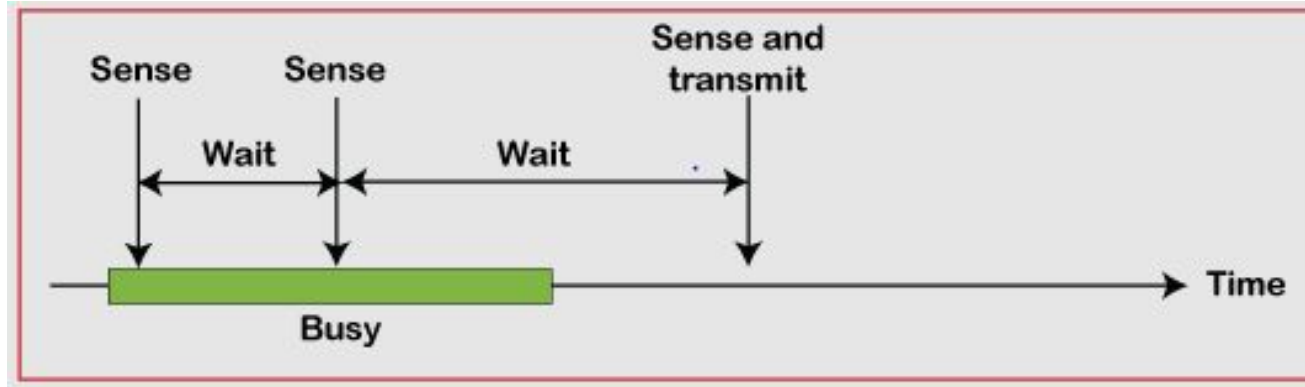 Sense
Sense
Sense and
transmit
Wait
Wait
Time
Busy